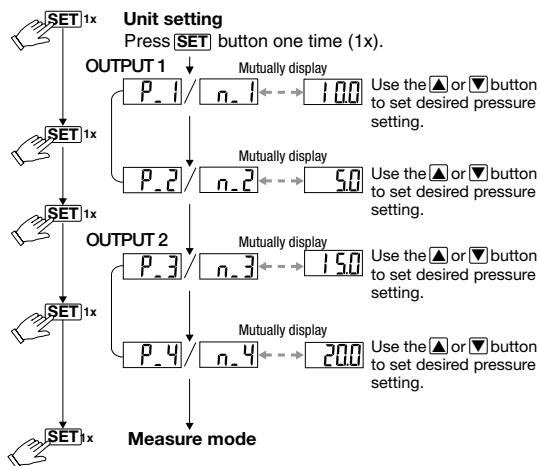 SET 1x Unit setting
Press SET button one time (1x).
OUTPUT 1
Mutually display
P_1 / n_1 10.0
Use the ▲ or ▼ button
to set desired pressure
setting.
SET 1x
Mutually display
P_2 / n_2 5.0
Use the ▲ or ▼ button
to set desired pressure
setting.
SET 1x
OUTPUT 2
Mutually display
P_3 / n_3 15.0
Use the ▲ or ▼ button
to set desired pressure
setting.
SET 1x
Mutually display
P_4 / n_4 20.0
Use the ▲ or ▼ button
to set desired pressure
setting.
SET 1x Measure mode